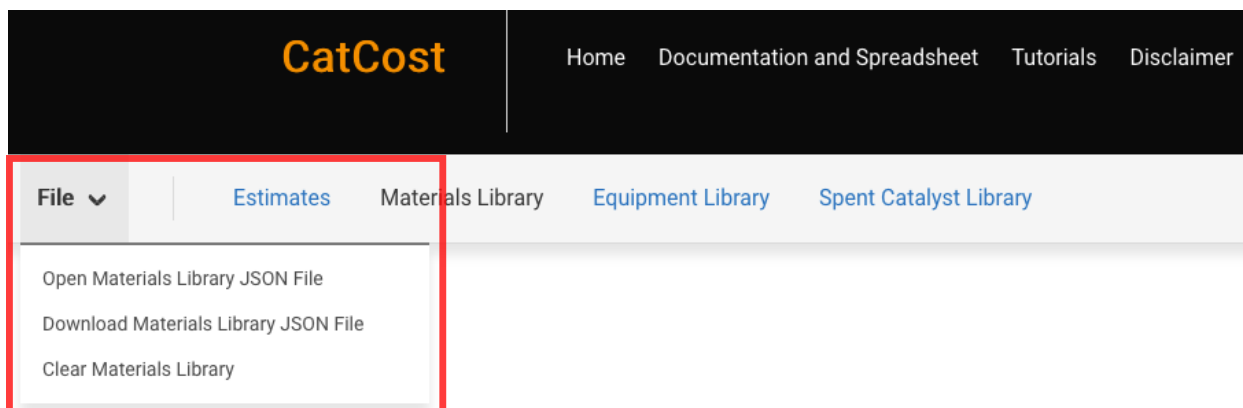 CatCost
Home Documentation and Spreadsheet Tutorials Disclaimer
File Estimates Materials Library Equipment Library Spent Catalyst Library
Open Materials Library JSON File
Download Materials Library JSON File
Clear Materials Library